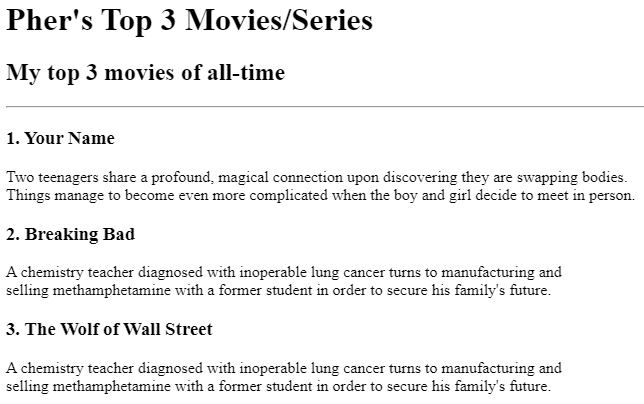 Pher's Top 3 Movies/Series
My top 3 movies of all-time
1. Your Name
Two teenagers share a profound, magical connection upon discovering they are swapping bodies.
Things manage to become even more complicated when the boy and girl decide to meet in person.
2. Breaking Bad
A chemistry teacher diagnosed with inoperable lung cancer turns to manufacturing and
selling methamphetamine with a former student in order to secure his family's future.
3. The Wolf of Wall Street
A chemistry teacher diagnosed with inoperable lung cancer turns to manufacturing and
selling methamphetamine with a former student in order to secure his family's future.